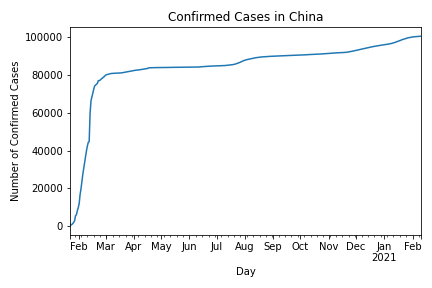 Confirmed Cases in China
Number of Confirmed Cases
100000
80000
60000
40000
20000
0
Feb Mar Apr May Jun Jul Aug Sep Oct Nov Dec Jan Feb
2021
Day